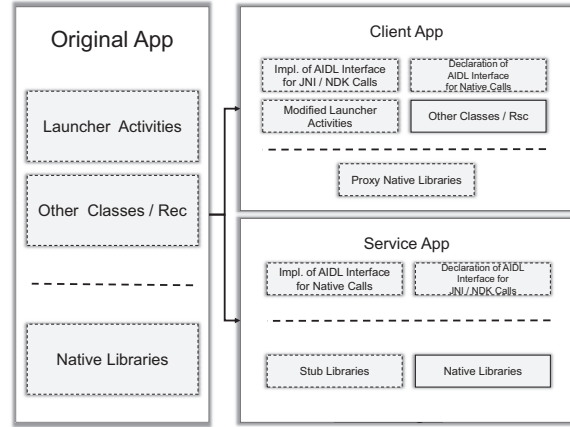 Original App
Launcher Activities
Other Classes / Rec
Native Libraries
Client App
Impl. of AIDL Interface
for JNI / NDK Calls
Declaration of
AIDL Interface
for Native Calls
Modified Launcher
Activities
Other Classes / Rsc
Proxy Native Libraries
Service App
Impl. of AIDL Interface
for Native Calls
Declaration of AIDL
Interface for
JNI / NDK Calls
Stub Libraries
Native Libraries